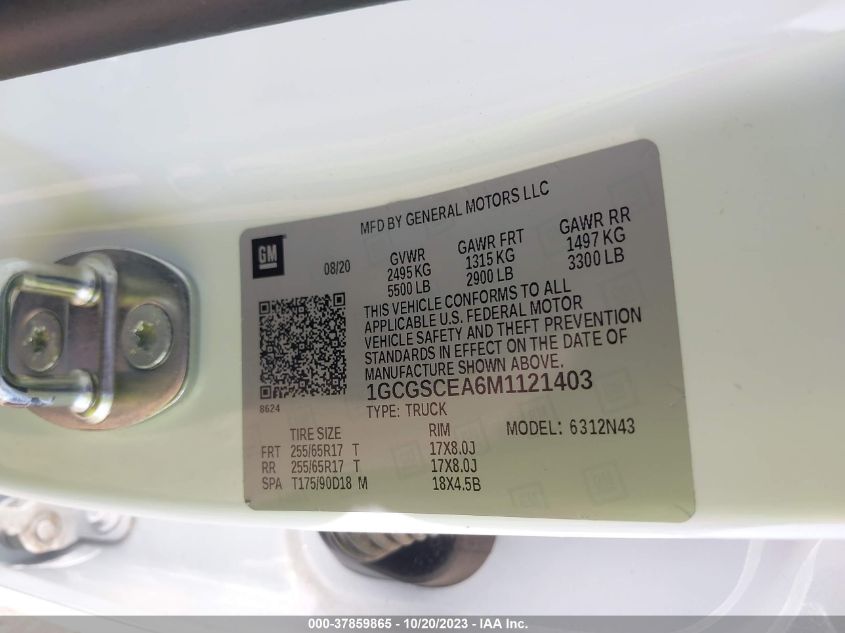 MFD BY GENERAL MOTORS LLC
GM
08/20
GVWR
2495 KG
5500 LB
GAWR FRT
1315 KG
2900 LB
GAWR RR
1497 KG
3300 LB
THIS VEHICLE CONFORMS TO ALL
APPLICABLE U.S. FEDERAL MOTOR
VEHICLE SAFETY AND THEFT PREVENTION
STANDARDS IN EFFECT ON THE DATE OF
MANUFACTURE SHOWN ABOVE.
8624
1GCGSCEA6M1121403
TYPE: TRUCK
MODEL: 6312N43
TIRE SIZE RIM
FRT 255/65R17 T 17X8.0J
RR 255/65R17 T 17X8.0J
SPA T175/90D18 M 18X4.5B
000-37859865 - 10/20/2023 - IAA Inc.